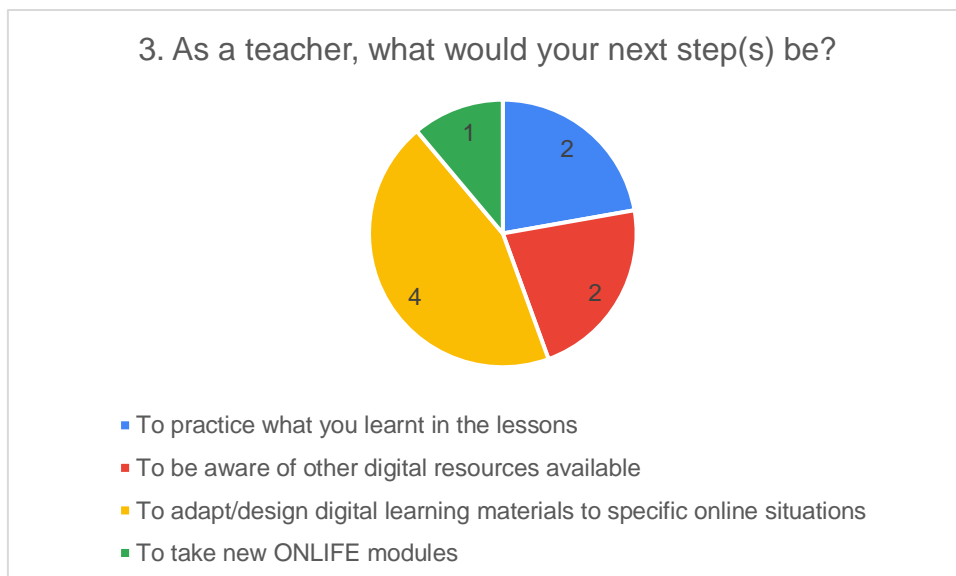 3. As a teacher, what would your next step(s) be?
1
2
4
2
To practice what you learnt in the lessons
To be aware of other digital resources available
To adapt/design digital learning materials to specific online situations
To take new ONLIFE modules